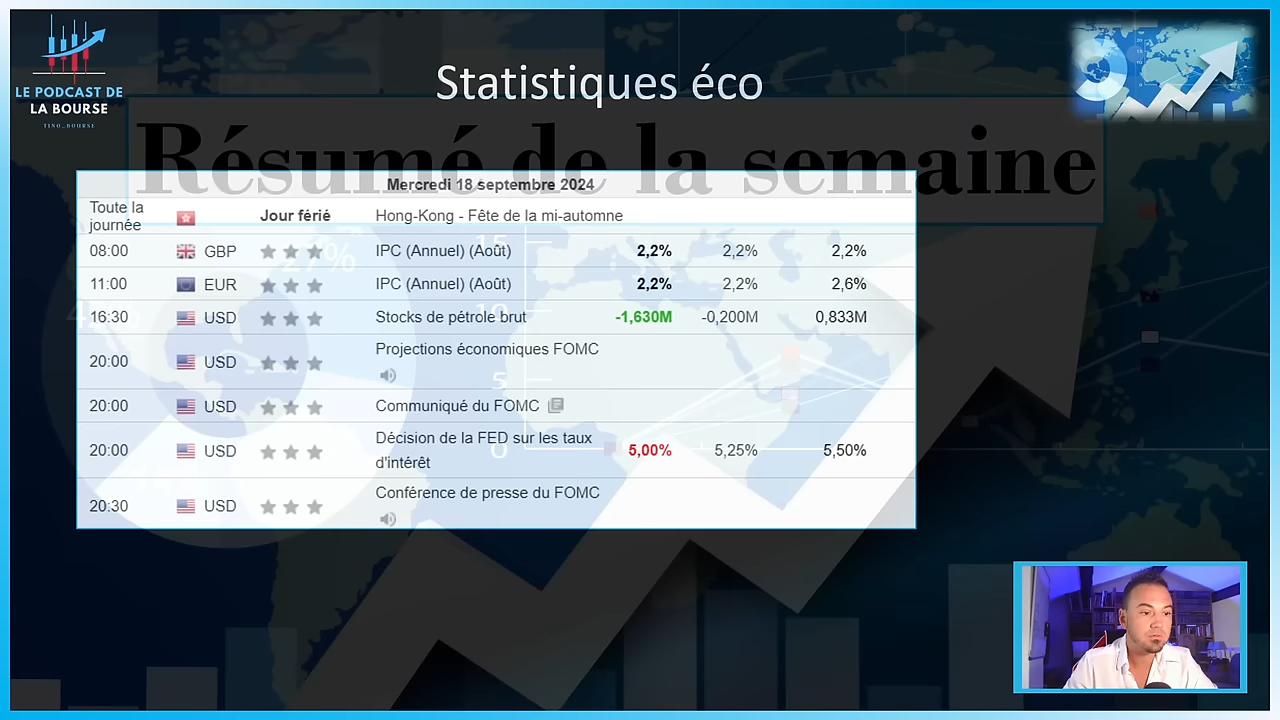 LE PODCAST DE
LA BOURSE
TINO_BOURSE
Statistiques éco
Résumé de la semaine
Mercredi 18 septembre 2024
Toute la journée Jour férié Hong-Kong - Fête de la mi-automne
08:00 GBP IPC (Annuel) (Août) 2,2% 2,2% 2,2%
11:00 EUR IPC (Annuel) (Août) 2,2% 2,2% 2,6%
16:30 USD Stocks de pétrole brut -1,630M -0,200M 0,833M
20:00 USD Projections économiques FOMC
20:00 USD Communiqué du FOMC
20:00 USD Décision de la FED sur les taux d'intérêt 5,00% 5,25% 5,50%
20:30 USD Conférence de presse du FOMC
15
10
5
0